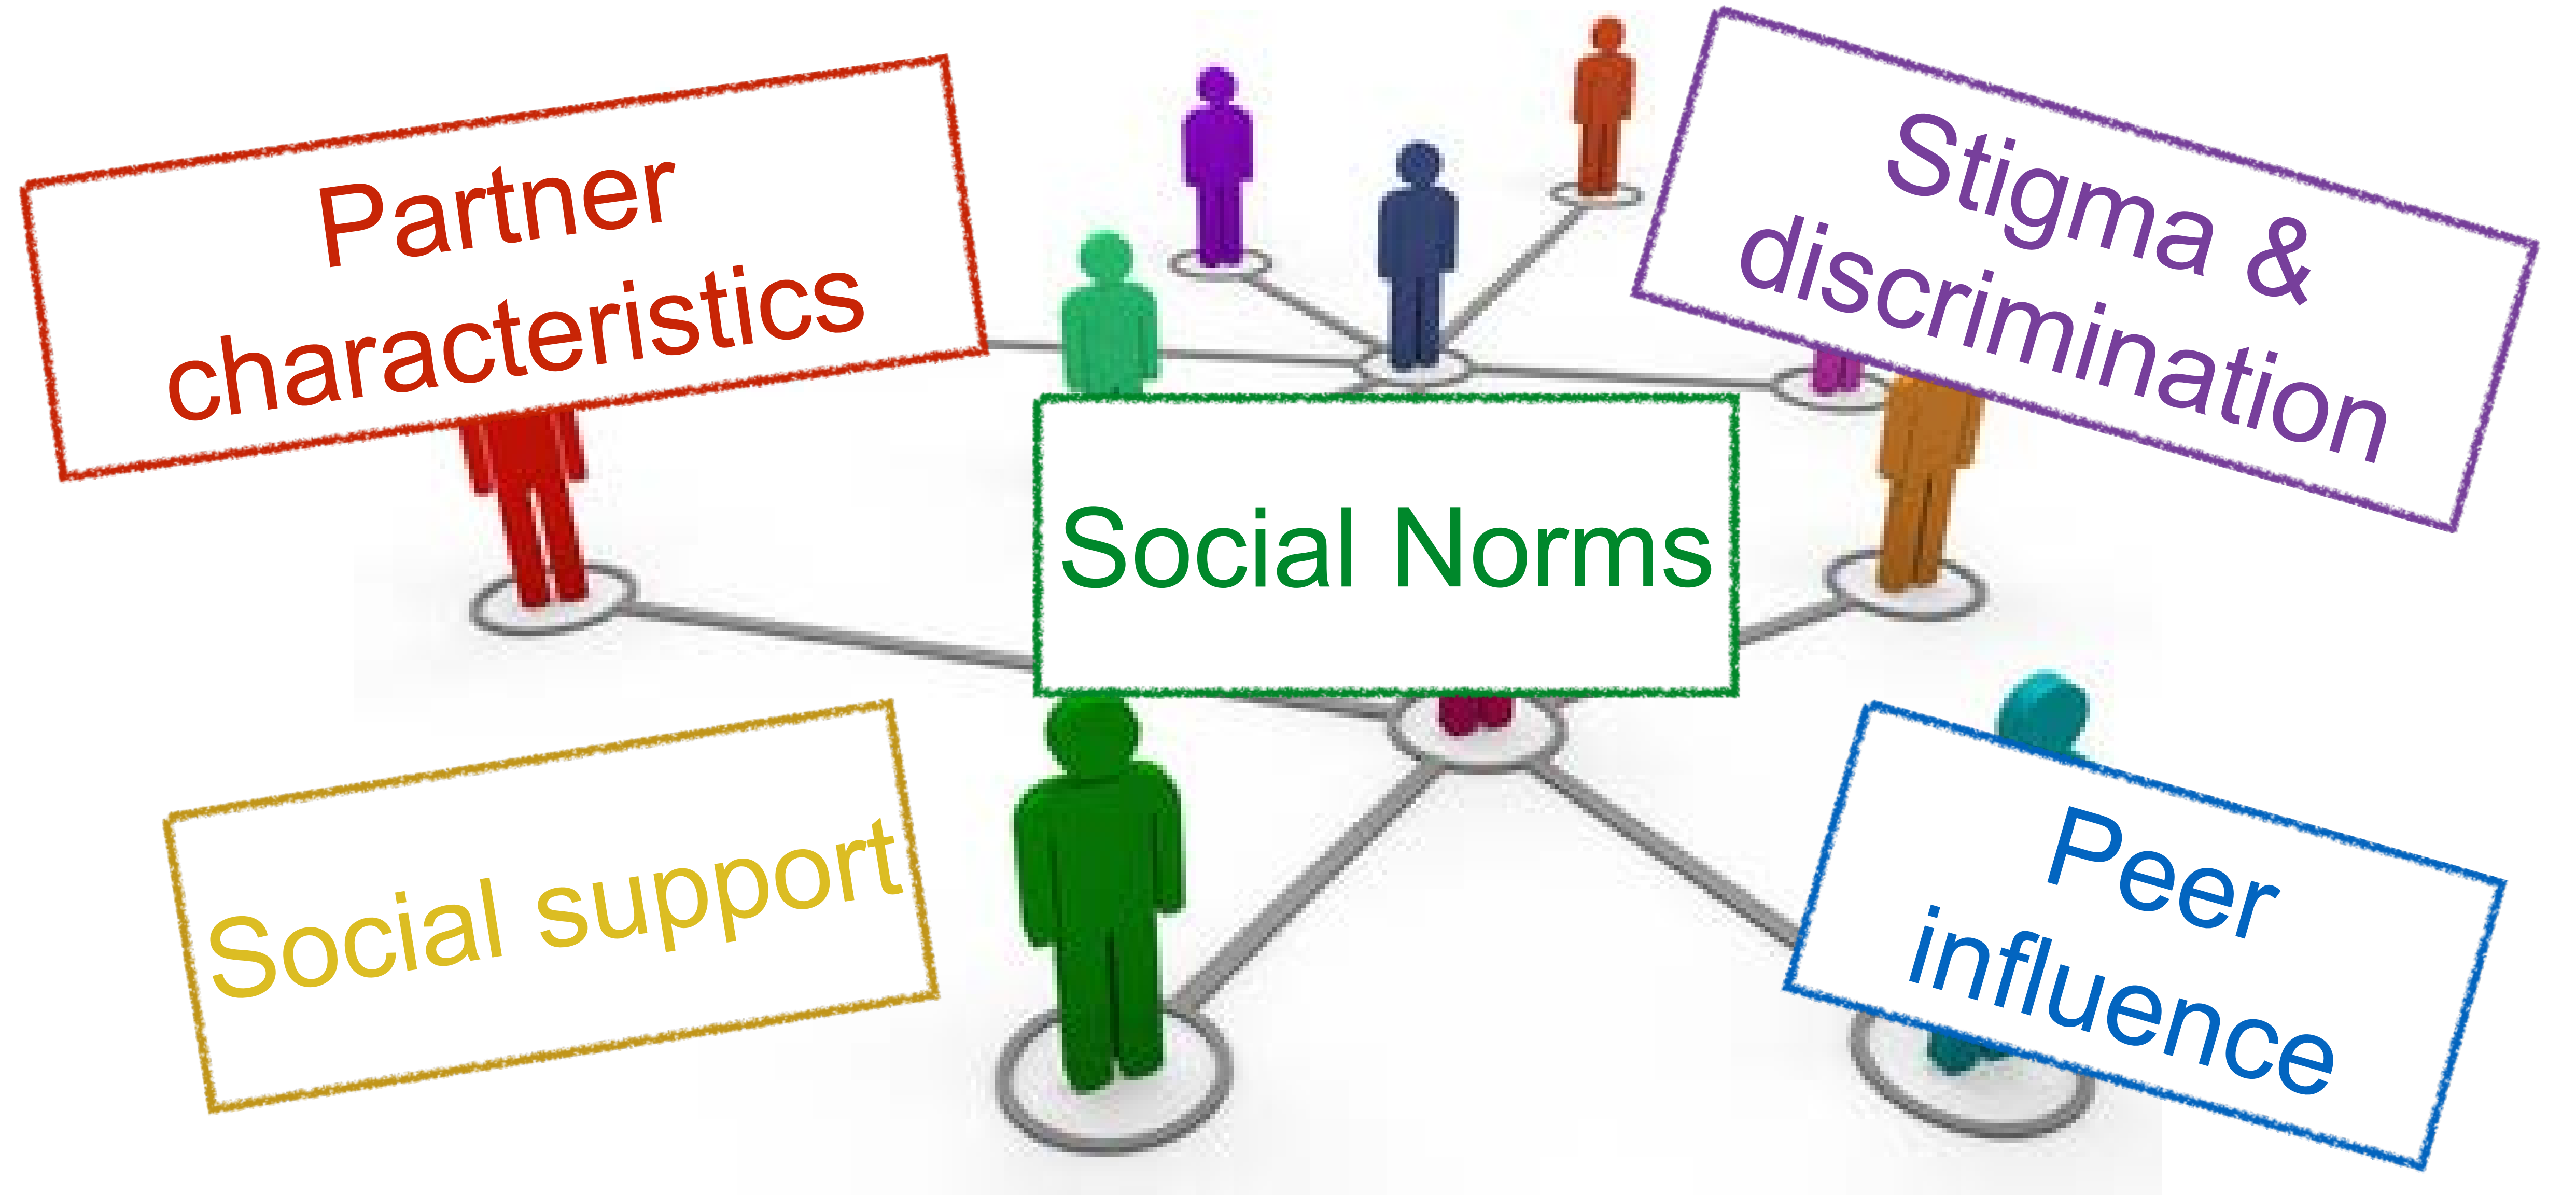 Partner
characteristics
Stigma &
discrimination
Social Norms
Social support
Peer
influence